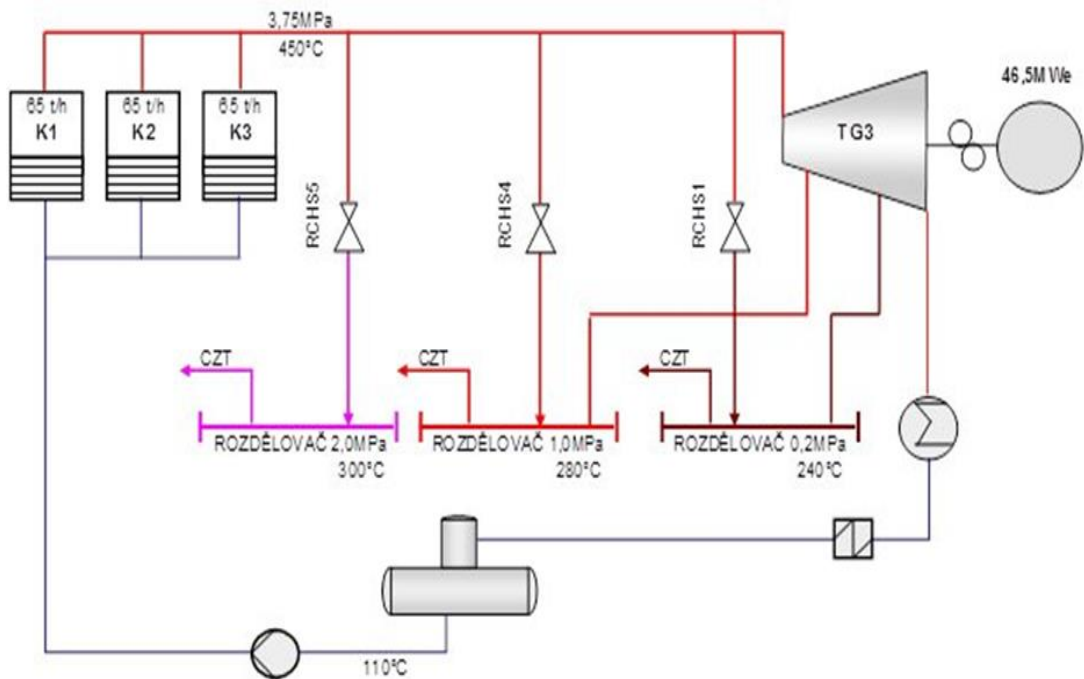 3,75MPa
450°C
46,5M We
65 t/h
K1
65 t/h
K2
65 t/h
K3
TG3
RCHS5
RCHS4
RCHS1
CZT
CZT
CZT
ROZDĚLOVAČ 2,0MPa
300°C
ROZDĚLOVAČ 1,0MPa
280°C
ROZDĚLOVAČ 0,2MPa
240°C
110°C